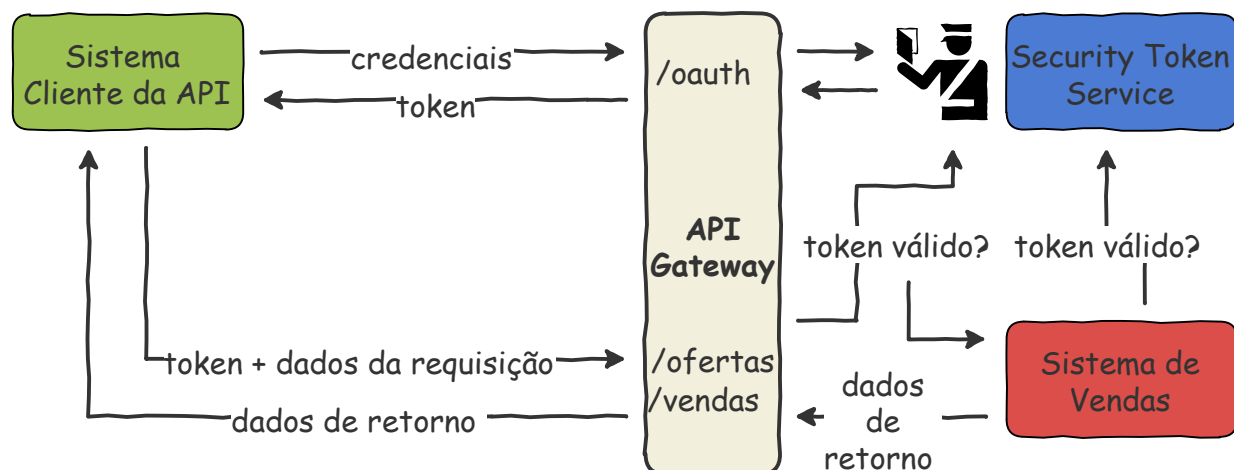 Sistema
Cliente da API
credenciais
token
/oauth
Security Token
Service
API
Gateway
token válido?
token válido?
token + dados da requisição
dados de retorno
/ofertas
/vendas
dados
de
retorno
Sistema de
Vendas